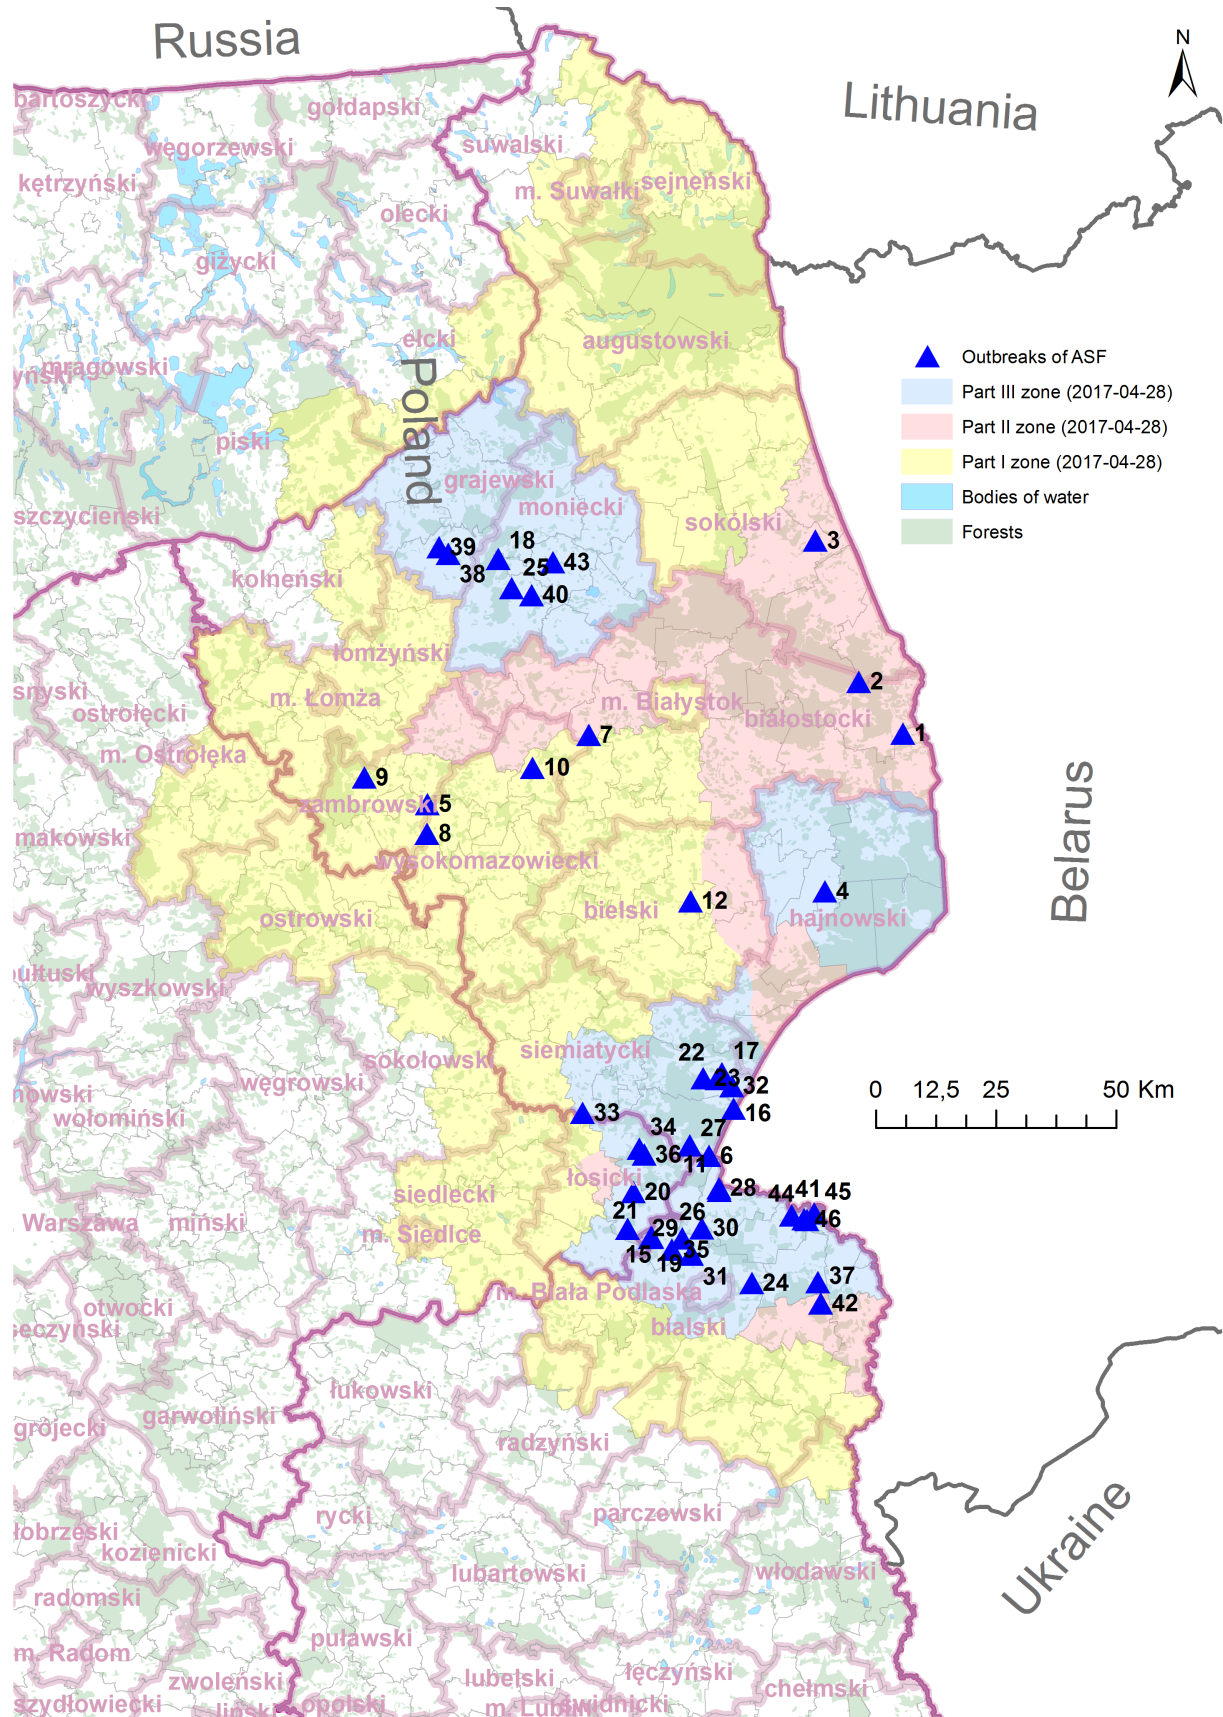 Russia
Lithuania
N
bartoszycki
gołdapski
węgorzewski
suwalski
kętrzyński
m. Suwałki
sejneński
olecki
giżycki
ełcki
augustowski
mrągowski
yński
Poland
piski
grajewski
moniecki
szczycieński
sokólski
kolneński
Outbreaks of ASF
Part III zone (2017-04-28)
Part II zone (2017-04-28)
Part I zone (2017-04-28)
Bodies of water
Forests
3
39
38
18
25
43
40
łomżyński
m. Łomża
snyski
ostrołęcki
m. Ostrołęka
m. Białystok
białostocki
2
1
7
10
9
5
8
zambrowski
wysokomazowiecki
makowski
ostrowski
bielski
12
4
hajnowski
Belarus
pułtuski
wyszkowski
sokołowski
siemiatycki
węgrowski
wołomiński
nowski
22
17
23
32
16
33
34
27
36
11
6
0 12,5 25 50 Km
łosicki
siedlecki
m. Siedlce
Warszawa
miński
20
28
44
41
45
46
21
26
30
29
15
19
35
31
24
37
42
m. Biała Podlaska
bialski
otwocki
seczyński
łukowski
garwoliński
grójecki
radzyński
rycki
parczewski
łobrzeski
kozienicki
lubartowski
włodawski
radomski
puławski
m. Radom
zwoleński
lubelski
łęczyński
chełmski
szydłowiecki
lipski
opolski
m. Lublin
świdnicki
Ukraine